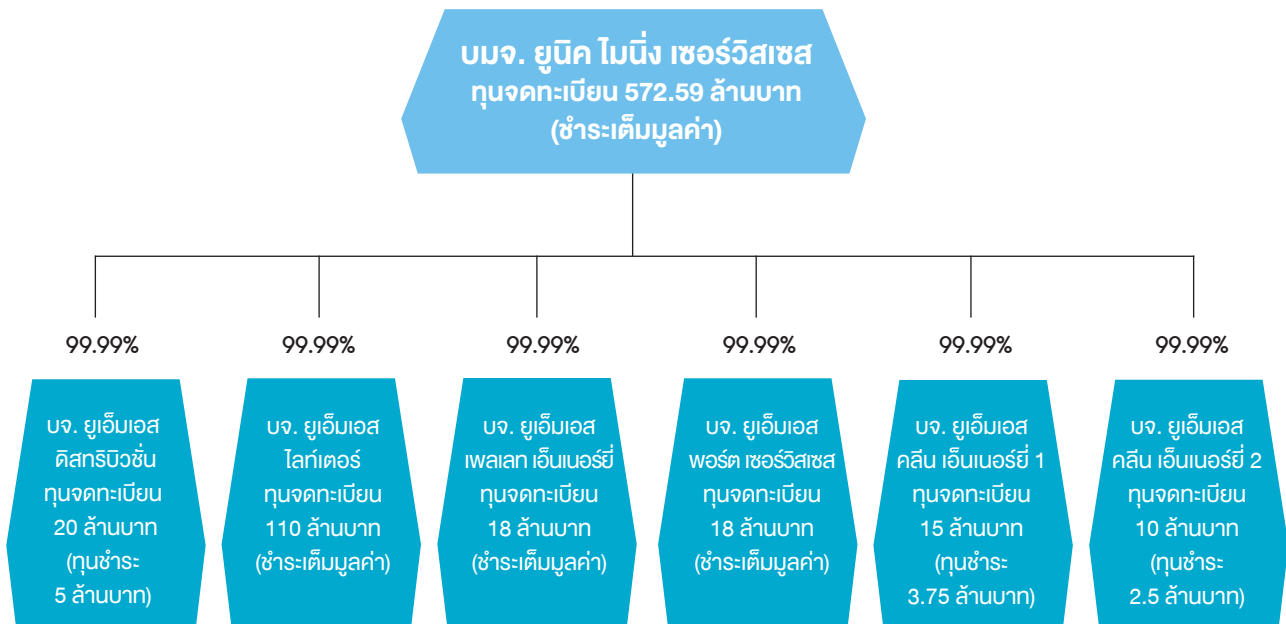 บมจ. ยูนิค ไมนิ่ง เซอร์วิสเซส
ทุนจดทะเบียน 572.59 ล้านบาท
(ชำระเต็มมูลค่า)
99.99%
99.99%
99.99%
99.99%
99.99%
99.99%
บจ. ยูเอ็มเอส
ดิสทริบิวชั่น
ทุนจดทะเบียน
20 ล้านบาท
(ทุนชำระ
5 ล้านบาท)
บจ. ยูเอ็มเอส
ไลท์เตอร์
ทุนจดทะเบียน
110 ล้านบาท
(ชำระเต็มมูลค่า)
บจ. ยูเอ็มเอส
เพลเลท เอ็นเนอร์ยี่
ทุนจดทะเบียน
18 ล้านบาท
(ชำระเต็มมูลค่า)
บจ. ยูเอ็มเอส
พอร์ต เซอร์วิสเซส
ทุนจดทะเบียน
18 ล้านบาท
(ชำระเต็มมูลค่า)
บจ. ยูเอ็มเอส
คลีน เอ็นเนอร์ยี่ 1
ทุนจดทะเบียน
15 ล้านบาท
(ทุนชำระ
3.75 ล้านบาท)
บจ. ยูเอ็มเอส
คลีน เอ็นเนอร์ยี่ 2
ทุนจดทะเบียน
10 ล้านบาท
(ทุนชำระ
2.5 ล้านบาท)